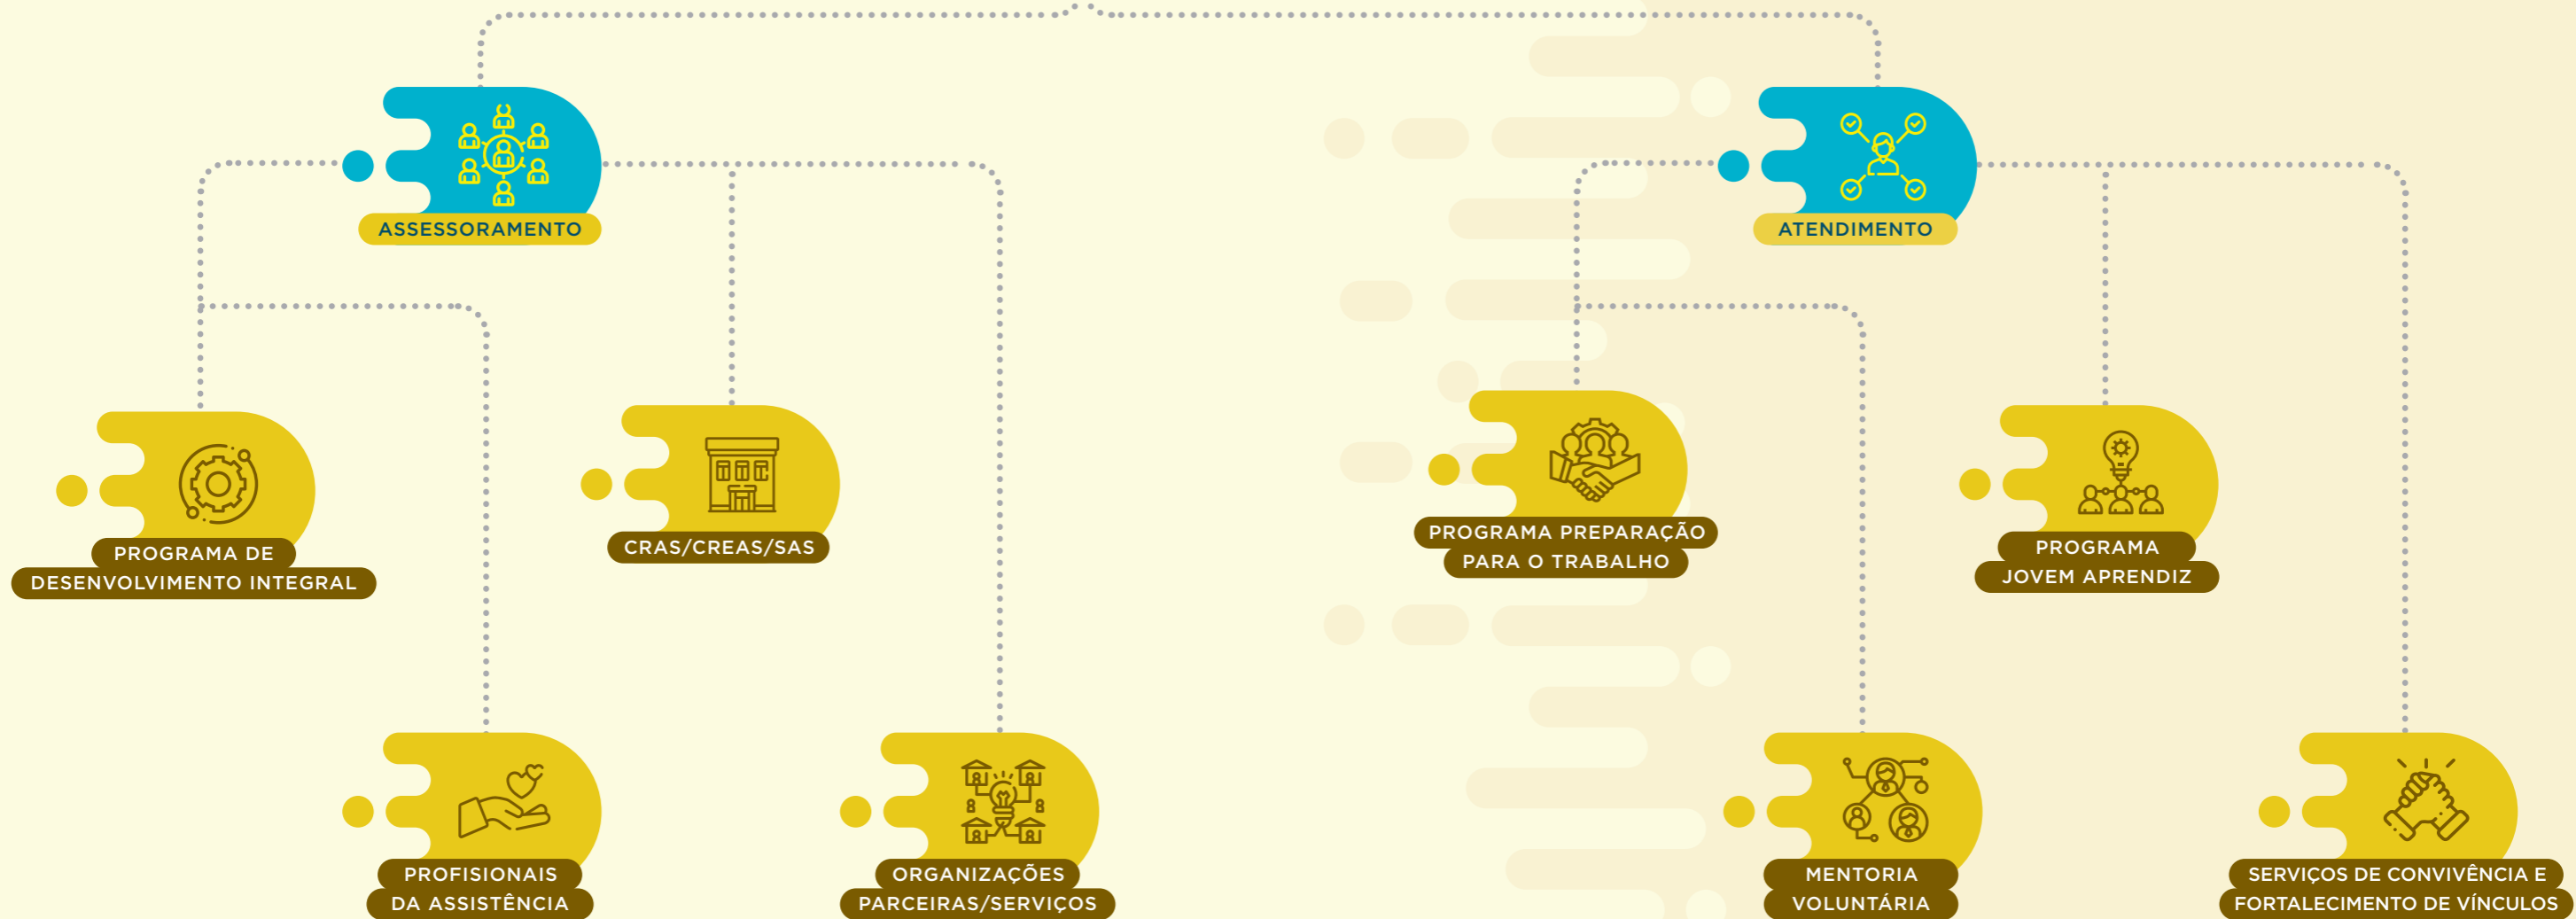 ASSESSORAMENTO
ATENDIMENTO
PROGRAMA DE
DESENVOLVIMENTO INTEGRAL
CRAS/CREAS/SAS
PROGRAMA PREPARAÇÃO
PARA O TRABALHO
PROGRAMA
JOVEM APRENDIZ
PROFISIONAIS
DA ASSISTÊNCIA
ORGANIZAÇÕES
PARCEIRAS/SERVIÇOS
MENTORIA
VOLUNTÁRIA
SERVIÇOS DE CONVIVÊNCIA E
FORTALECIMENTO DE VÍNCULOS